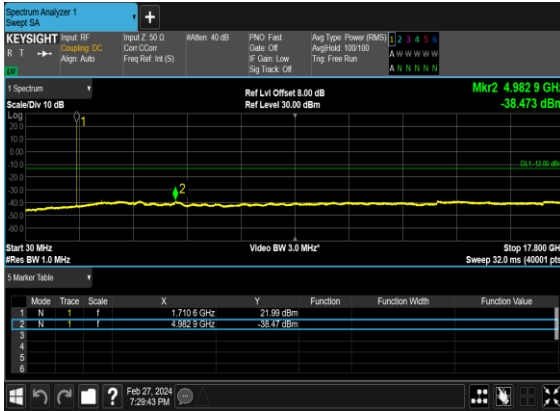 Spectrum Analyzer 1
Swept SA
+
KEYSIGHT Input: RF Input Z: 50 Ω #Atten: 40 dB PNO: Fast Avg Type: Power (RMS) 1 2 3 4 5 6
R T Coupling: DC Corr CCorr Gate: Off Avg|Hold: 100/100 A W W W W W
Align: Auto Freq Ref: Int (S) IF Gain: Low Trig: Free Run
Sig Track: Off A N N N N N
1 Spectrum Ref Lvl Offset 8.00 dB Mkr2 4.982 9 GHz
Scale/Div 10 dB Ref Level 30.00 dBm -38.473 dBm
Log
20.0
10.0
0.00
-10.0
-20.0
-30.0
-40.0
-50.0
-60.0
1
2
DL1 -13.00 dBm
Start 30 MHz Video BW 3.0 MHz* Stop 17.800 GHz
#Res BW 1.0 MHz Sweep 32.0 ms (40001 pts)
5 Marker Table
Mode Trace Scale X Y Function Function Width Function Value
1 N 1 f 1.710 6 GHz 21.99 dBm
2 N 1 f 4.982 9 GHz -38.47 dBm
3
4
5
6
? Feb 27, 2024
7:29:43 PM